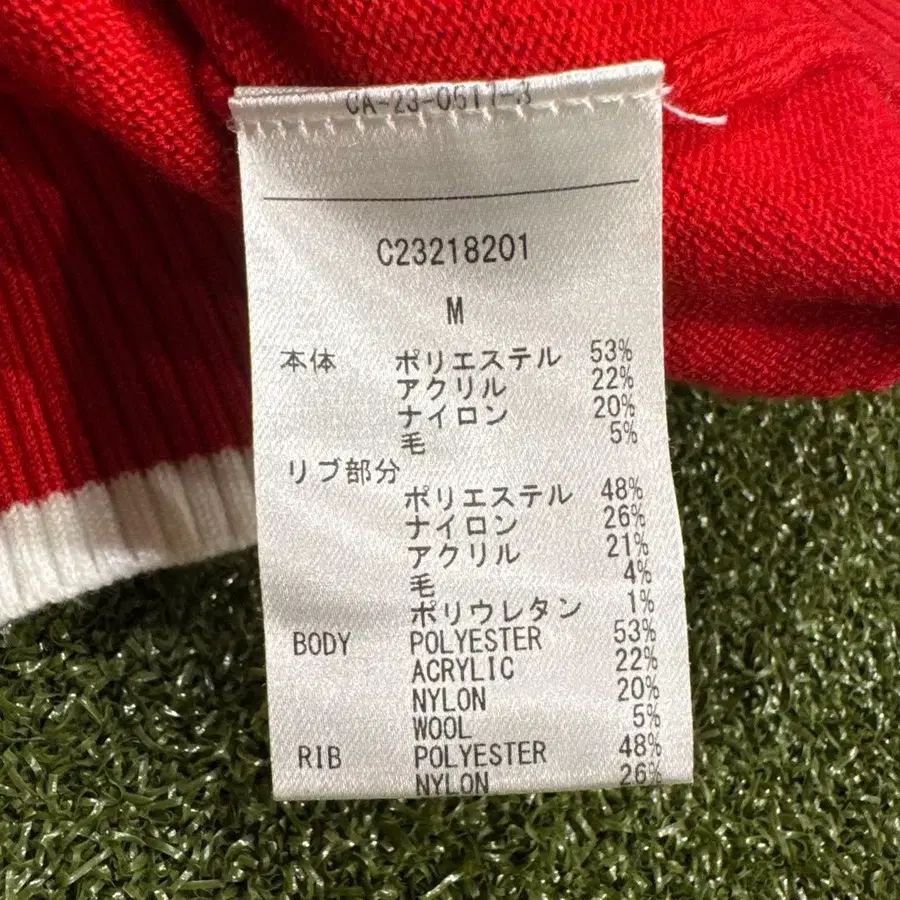 CA-23-0617-3
C23218201
M
本体 ポリエステル 53%
アクリル 22%
ナイロン 20%
毛 5%
リブ部分
ポリエステル 48%
ナイロン 26%
アクリル 21%
毛 4%
ポリウレタン 1%
BODY POLYESTER 53%
ACRYLIC 22%
NYLON 20%
WOOL 5%
RIB POLYESTER 48%
NYLON 26%